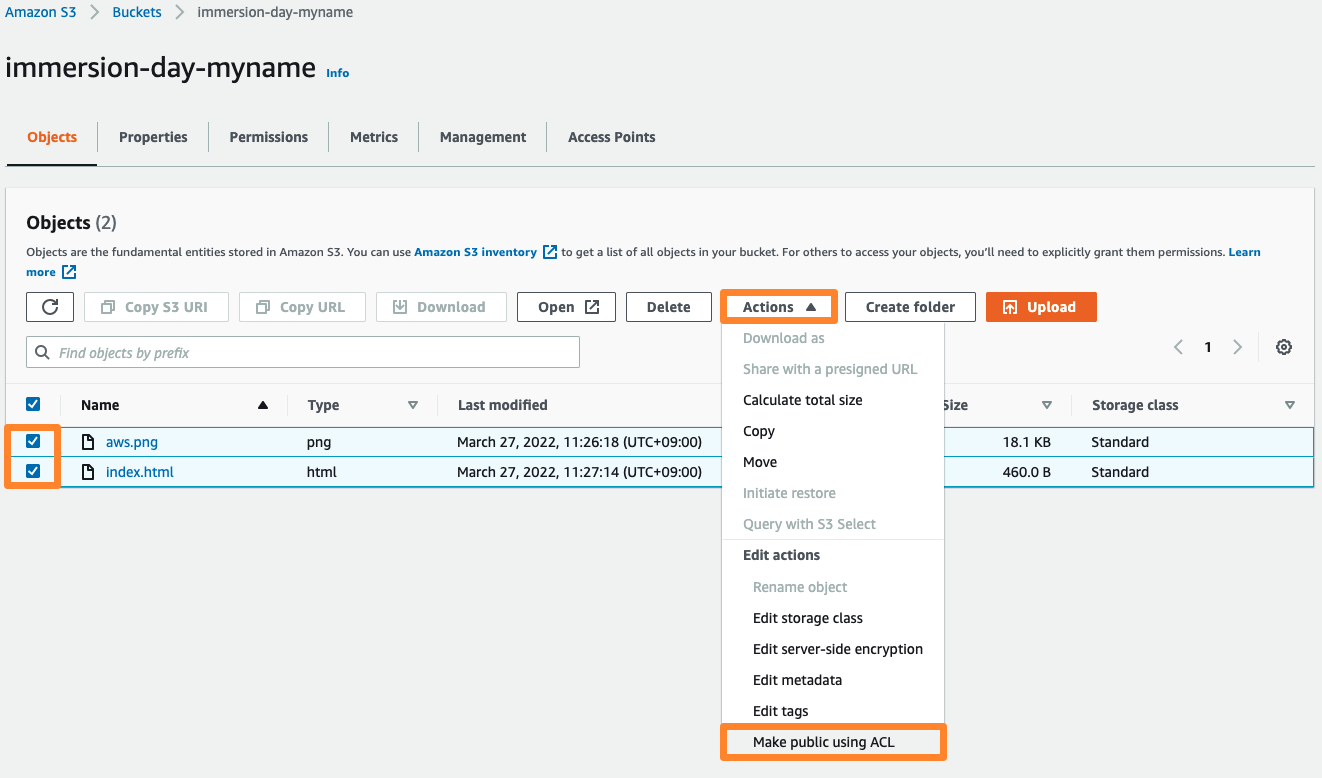 Amazon S3 > Buckets > immersion-day-myname
immersion-day-myname Info
Objects Properties Permissions Metrics Management Access Points
Objects (2)
Objects are the fundamental entities stored in Amazon S3. You can use Amazon S3 inventory to get a list of all objects in your bucket. For others to access your objects, you'll need to explicitly grant them permissions. Learn
more
Copy S3 URI Copy URL Download Open Delete Actions Create folder Upload
Find objects by prefix 1
Name Type Last modified Size Storage class
aws.png png March 27, 2022, 11:26:18 (UTC+09:00) 18.1 KB Standard
index.html html March 27, 2022, 11:27:14 (UTC+09:00) 460.0 B Standard
Download as
Share with a presigned URL
Calculate total size
Copy
Move
Initiate restore
Query with S3 Select
Edit actions
Rename object
Edit storage class
Edit server-side encryption
Edit metadata
Edit tags
Make public using ACL